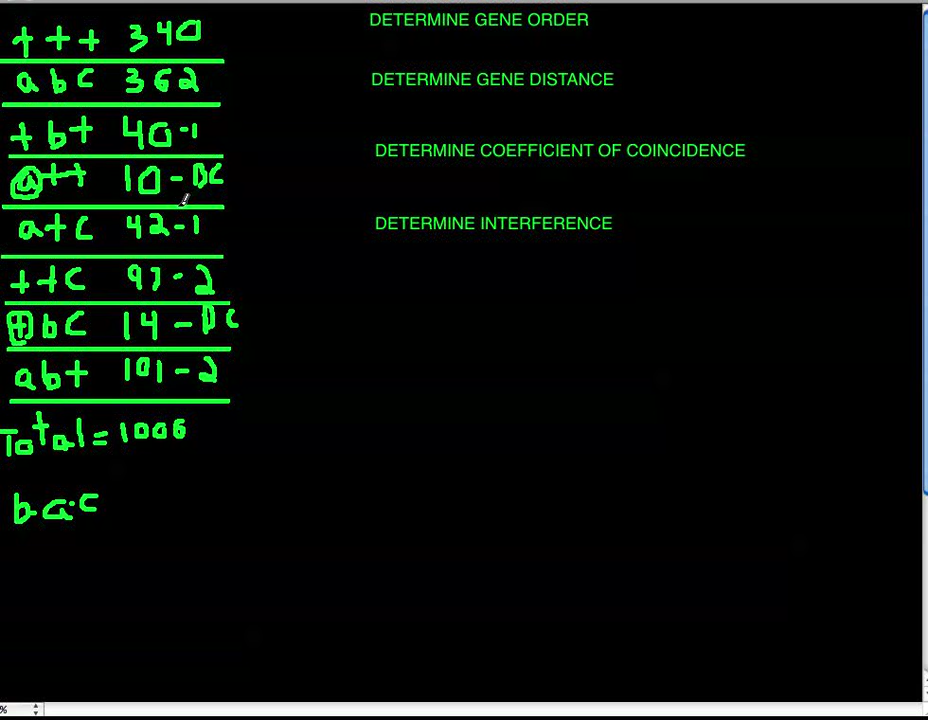 + + + 340
DETERMINE GENE ORDER
a b c 362
DETERMINE GENE DISTANCE
+ b + 40-1
DETERMINE COEFFICIENT OF COINCIDENCE
a + + 10 - DC
a + c 42-1
DETERMINE INTERFERENCE
+ + c 97-2
+ b c 14 - DC
a b + 101-2
Total = 1006
b a c
%